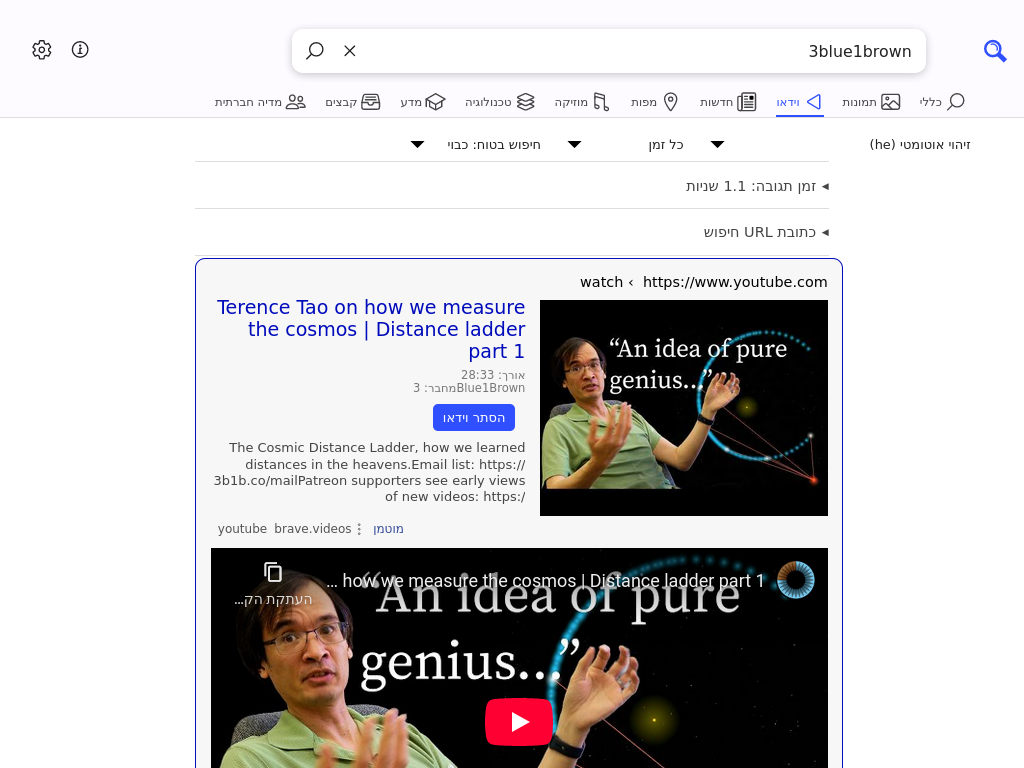 3blue1brown
כללי
תמונות
וידאו
חדשות
מפות
מוזיקה
טכנולוגיה
מדע
קבצים
מדיה חברתית
זיהוי אוטומטי (he)
כל זמן
חיפוש בטוח: כבוי
זמן תגובה: 1.1 שניות
כתובת URL חיפוש
https://www.youtube.com › watch
“An idea of pure
genius...”
Terence Tao on how we measure
the cosmos | Distance ladder
part 1
אורך: 28:33
מחבר: 3Blue1Brown
הסתר וידאו
The Cosmic Distance Ladder, how we learned
distances in the heavens.Email list: https://
3b1b.co/mailPatreon supporters see early views
of new videos: https:/
מוטמן
youtube brave.videos
... how we measure the cosmos | Distance ladder part 1
העתקת הק...
“An idea of pure
genius...”